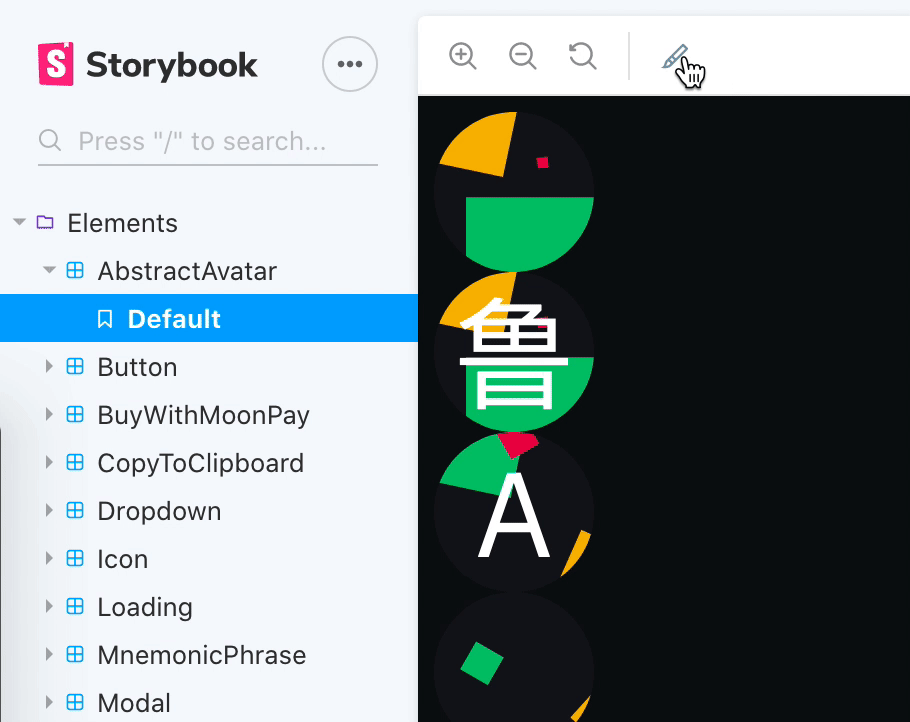 Storybook
Press "/" to search...
Elements
AbstractAvatar
Default
Button
BuyWithMoonPay
CopyToClipboard
Dropdown
Icon
Loading
MnemonicPhrase
Modal
鲁
A